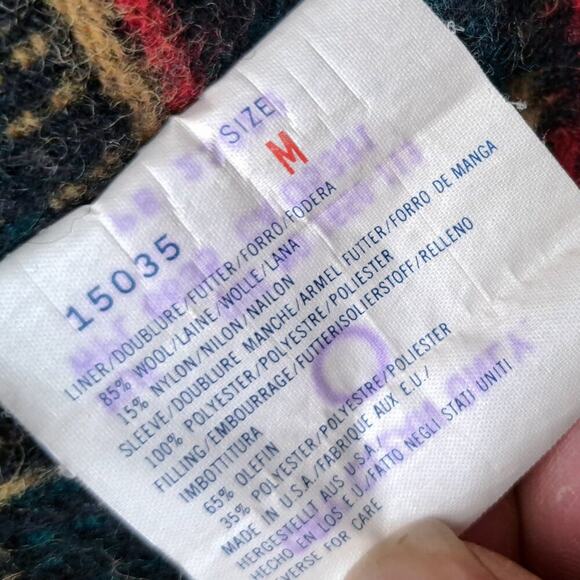 SIZE
M
15035
LINER/DOUBLURE/FUTTER/FORRO/FODERA
85% WOOL/LAINE/WOLLE/LANA
15% NYLON/NILON/NAILON
SLEEVE/DOUBLURE MANCHE/ARMEL FUTTER/FORRO DE MANGA
100% POLYESTER/POLYESTRE/POLIESTER
FILLING/EMBOURRAGE/FUTTERISOLIERSTOFF/RELLENO
IMBOTTITURA
65% OLEFIN
35% POLYESTER/POLYESTRE/POLIESTER
MADE IN U.S.A./FABRIQUE AUX E.U./
HERGESTELLT AUS U.S.A./
HECHO EN LOS E.U./FATTO NEGLI STATI UNITI
VERSE FOR CARE